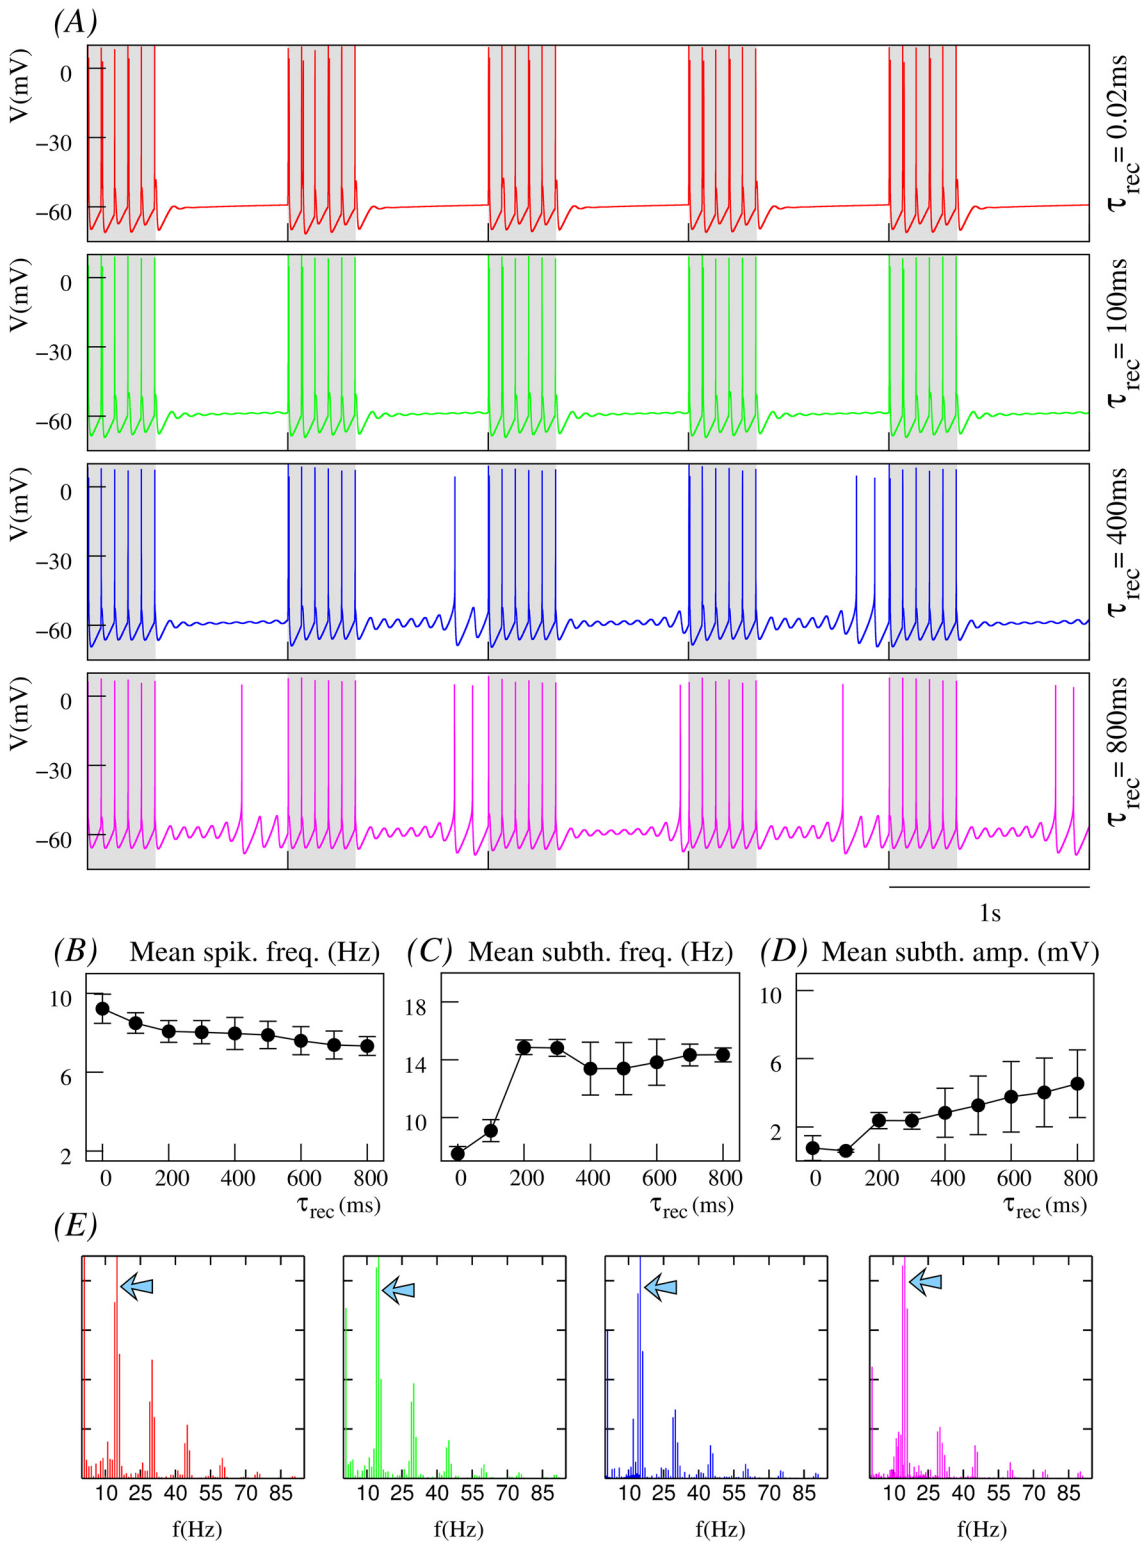 (A)
V(mV)
0
−30
−60
τrec = 0.02ms
V(mV)
0
−30
−60
τrec = 100ms
V(mV)
0
−30
−60
τrec = 400ms
V(mV)
0
−30
−60
τrec = 800ms
1s
(B) Mean spik. freq. (Hz)
10
6
2
0 200 400 600 800
τrec (ms)
(C) Mean subth. freq. (Hz)
18
14
10
0 200 400 600 800
τrec (ms)
(D) Mean subth. amp. (mV)
10
6
2
0 200 400 600 800
τrec (ms)
(E)
10 25 40 55 70 85
f(Hz)
10 25 40 55 70 85
f(Hz)
10 25 40 55 70 85
f(Hz)
10 25 40 55 70 85
f(Hz)